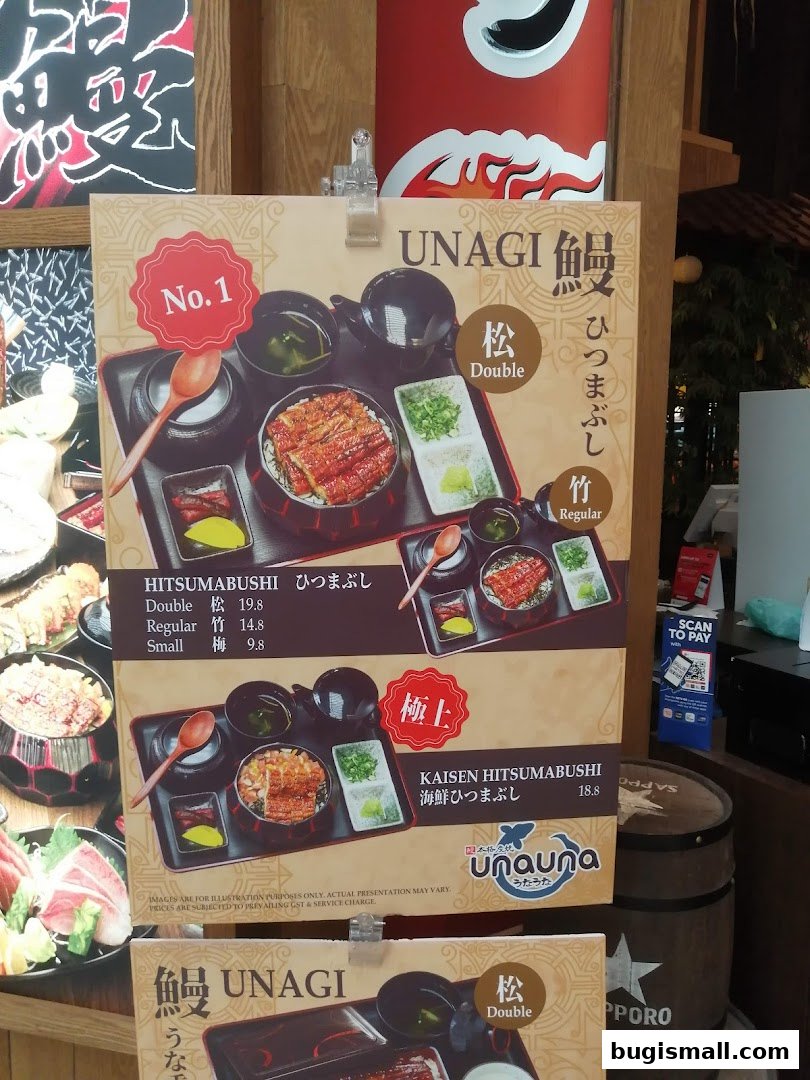 No. 1
UNAGI 鰻
ひつまぶし
松
Double
竹
Regular
HITSUMABUSHI ひつまぶし
Double 松 19.8
Regular 竹 14.8
Small 梅 9.8
極上
KAISEN HITSUMABUSHI
海鮮ひつまぶし 18.8
unauna
うなうな
IMAGES ARE FOR ILLUSTRATION PURPOSES ONLY. ACTUAL PRESENTATION MAY VARY.
PRICES ARE SUBJECTED TO PREVAILING GST & SERVICE CHARGE.
SCAN
TO PAY
with
SAPPORO
鰻 UNAGI
松
Double
PPORO
bugismall.com